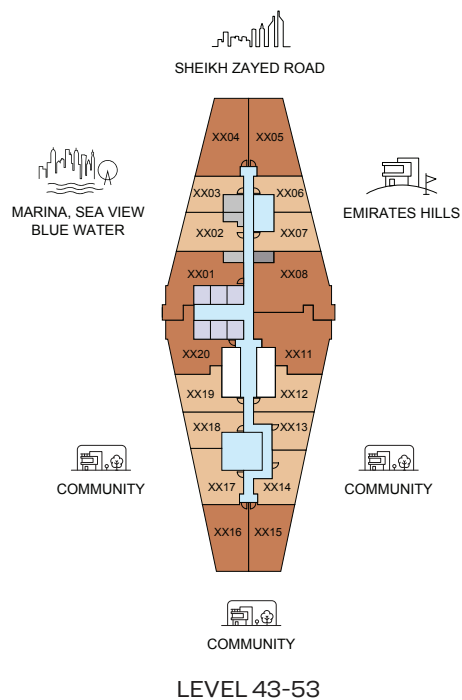 SHEIKH ZAYED ROAD
XX04 XX05
XX03 XX06
MARINA, SEA VIEW
BLUE WATER
EMIRATES HILLS
XX02 XX07
XX01 XX08
XX20 XX11
XX19 XX12
XX18 XX13
COMMUNITY
COMMUNITY
XX17 XX14
XX16 XX15
COMMUNITY
LEVEL 43-53